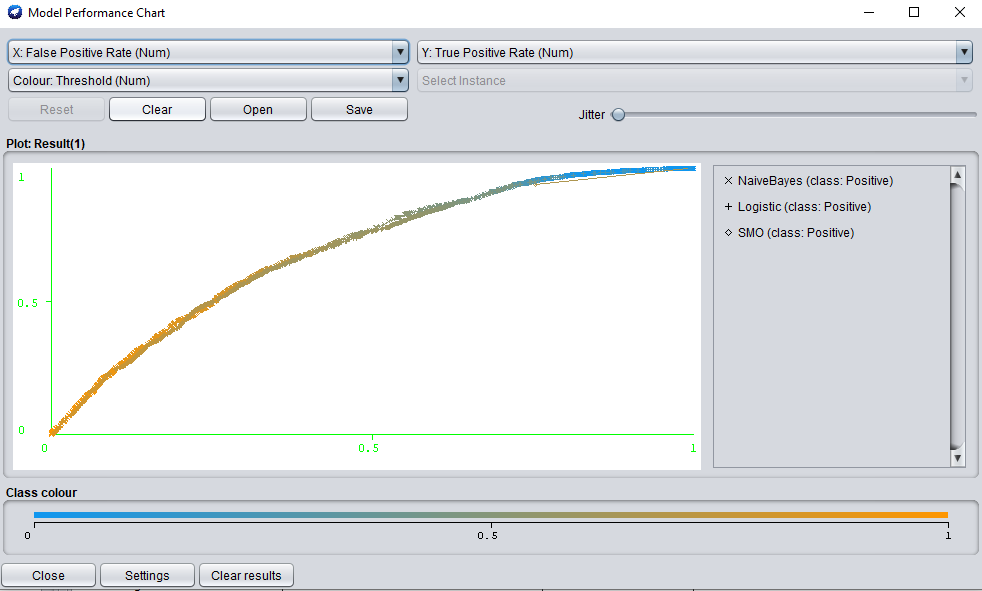 Model Performance Chart
X: False Positive Rate (Num)
Y: True Positive Rate (Num)
Colour: Threshold (Num)
Select Instance
Reset
Clear
Open
Save
Jitter
Plot: Result(1)
1
0.5
0
0
0.5
1
NaiveBayes (class: Positive)
Logistic (class: Positive)
SMO (class: Positive)
Class colour
0
0.5
1
Close
Settings
Clear results